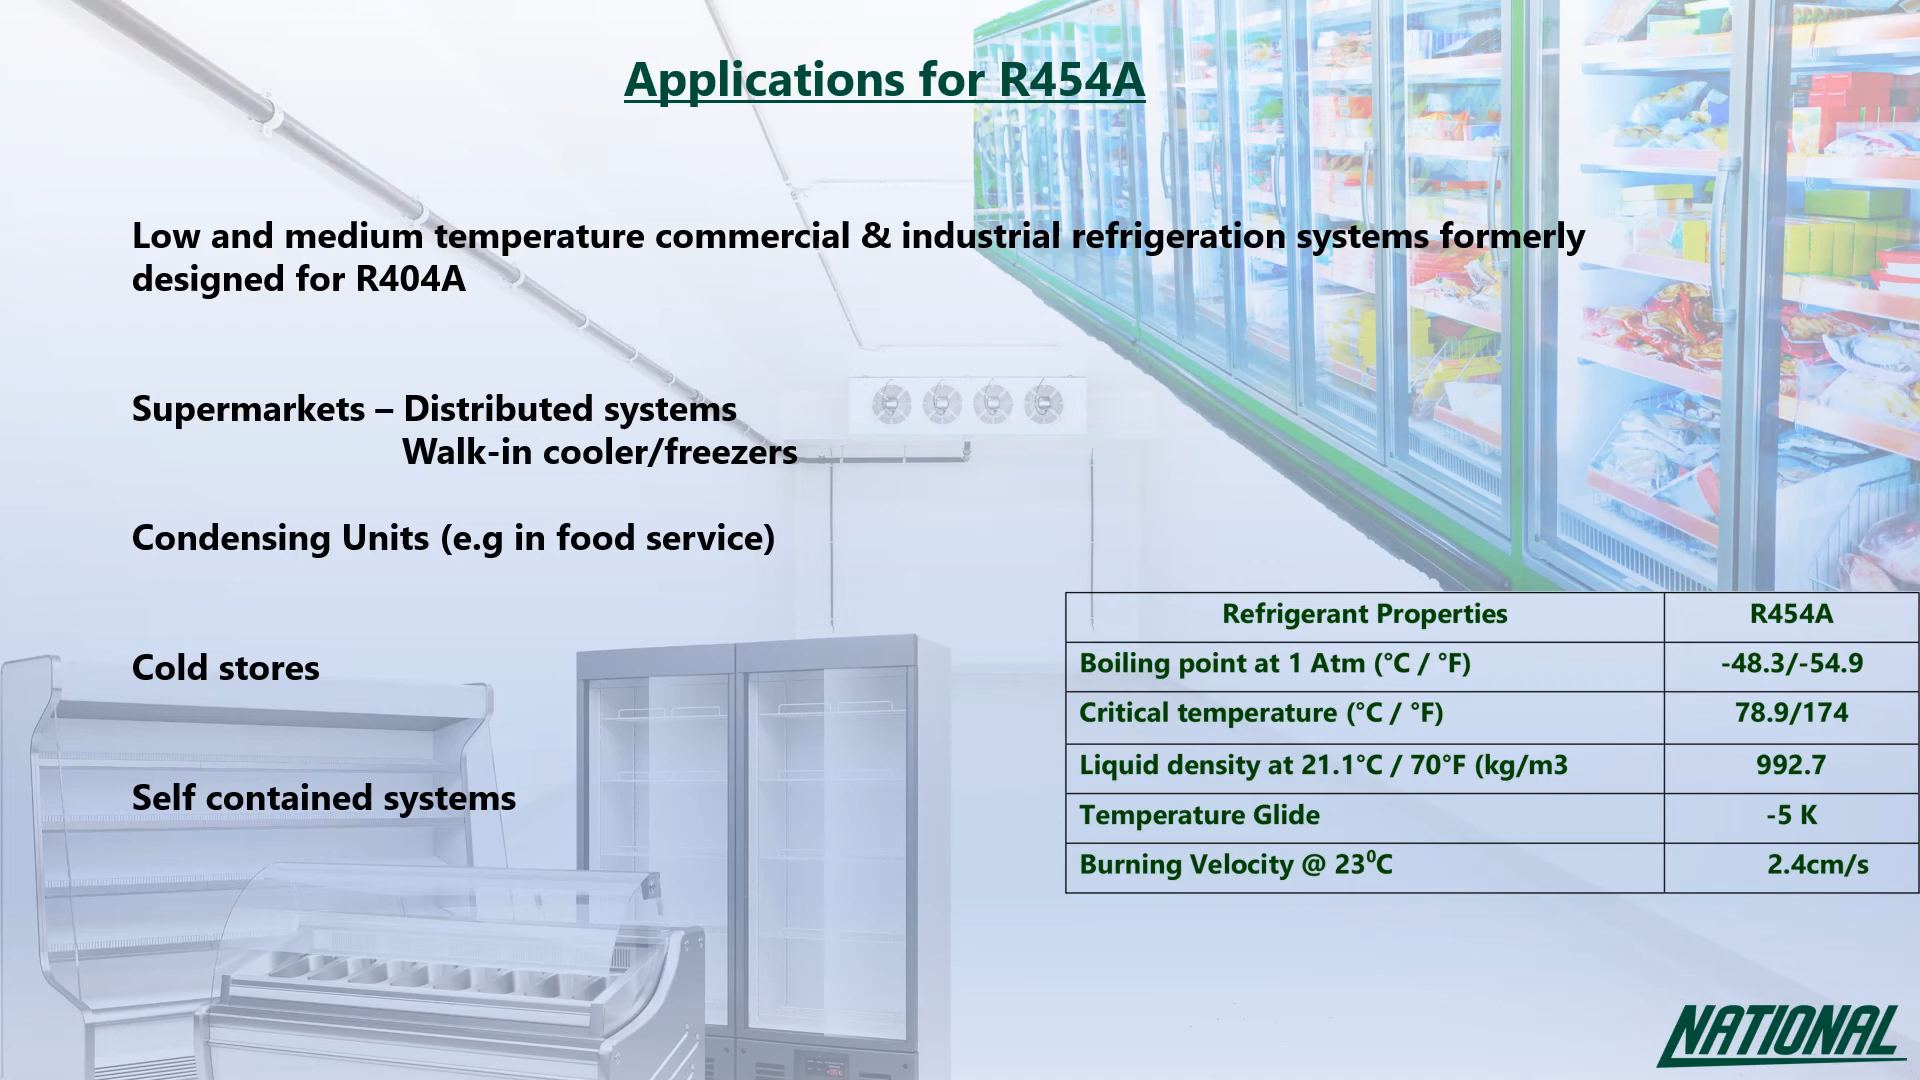 Applications for R454A
Low and medium temperature commercial & industrial refrigeration systems formerly
designed for R404A
Supermarkets – Distributed systems
Walk-in cooler/freezers
Condensing Units (e.g in food service)
Cold stores
Self contained systems
Refrigerant Properties R454A
Boiling point at 1 Atm (°C / °F) -48.3/-54.9
Critical temperature (°C / °F) 78.9/174
Liquid density at 21.1°C / 70°F (kg/m3 992.7
Temperature Glide -5 K
Burning Velocity @ 23⁰C 2.4cm/s
NATIONAL